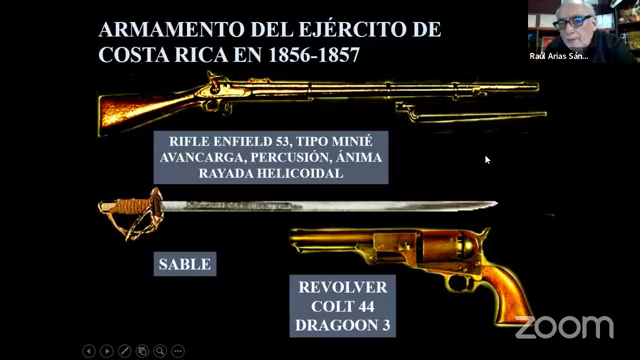 ARMAMENTO DEL EJÉRCITO DE
COSTA RICA EN 1856-1857
Raúl Arias Sán...
RIFLE ENFIELD 53, TIPO MINIÉ
AVANCARGA, PERCUSIÓN, ÁNIMA
RAYADA HELICOIDAL
SABLE
REVOLVER
COLT 44
DRAGOON 3
zoom